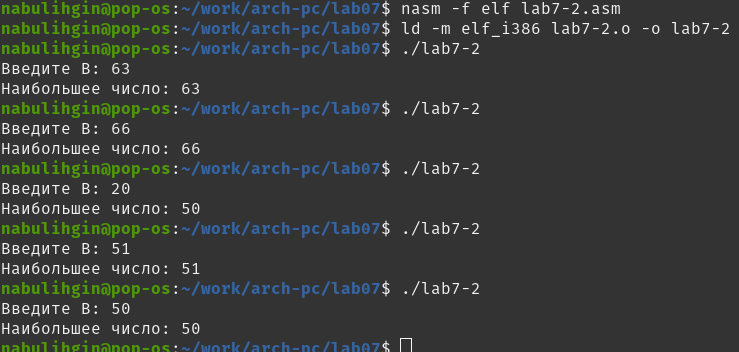 nabulihgin@pop-os:~/work/arch-pc/lab07$ nasm -f elf lab7-2.asm
nabulihgin@pop-os:~/work/arch-pc/lab07$ ld -m elf_i386 lab7-2.o -o lab7-2
nabulihgin@pop-os:~/work/arch-pc/lab07$ ./lab7-2
Введите B: 63
Наибольшее число: 63
nabulihgin@pop-os:~/work/arch-pc/lab07$ ./lab7-2
Введите B: 66
Наибольшее число: 66
nabulihgin@pop-os:~/work/arch-pc/lab07$ ./lab7-2
Введите B: 20
Наибольшее число: 50
nabulihgin@pop-os:~/work/arch-pc/lab07$ ./lab7-2
Введите B: 51
Наибольшее число: 51
nabulihgin@pop-os:~/work/arch-pc/lab07$ ./lab7-2
Введите B: 50
Наибольшее число: 50
nabulihgin@pop-os:~/work/arch-pc/lab07$